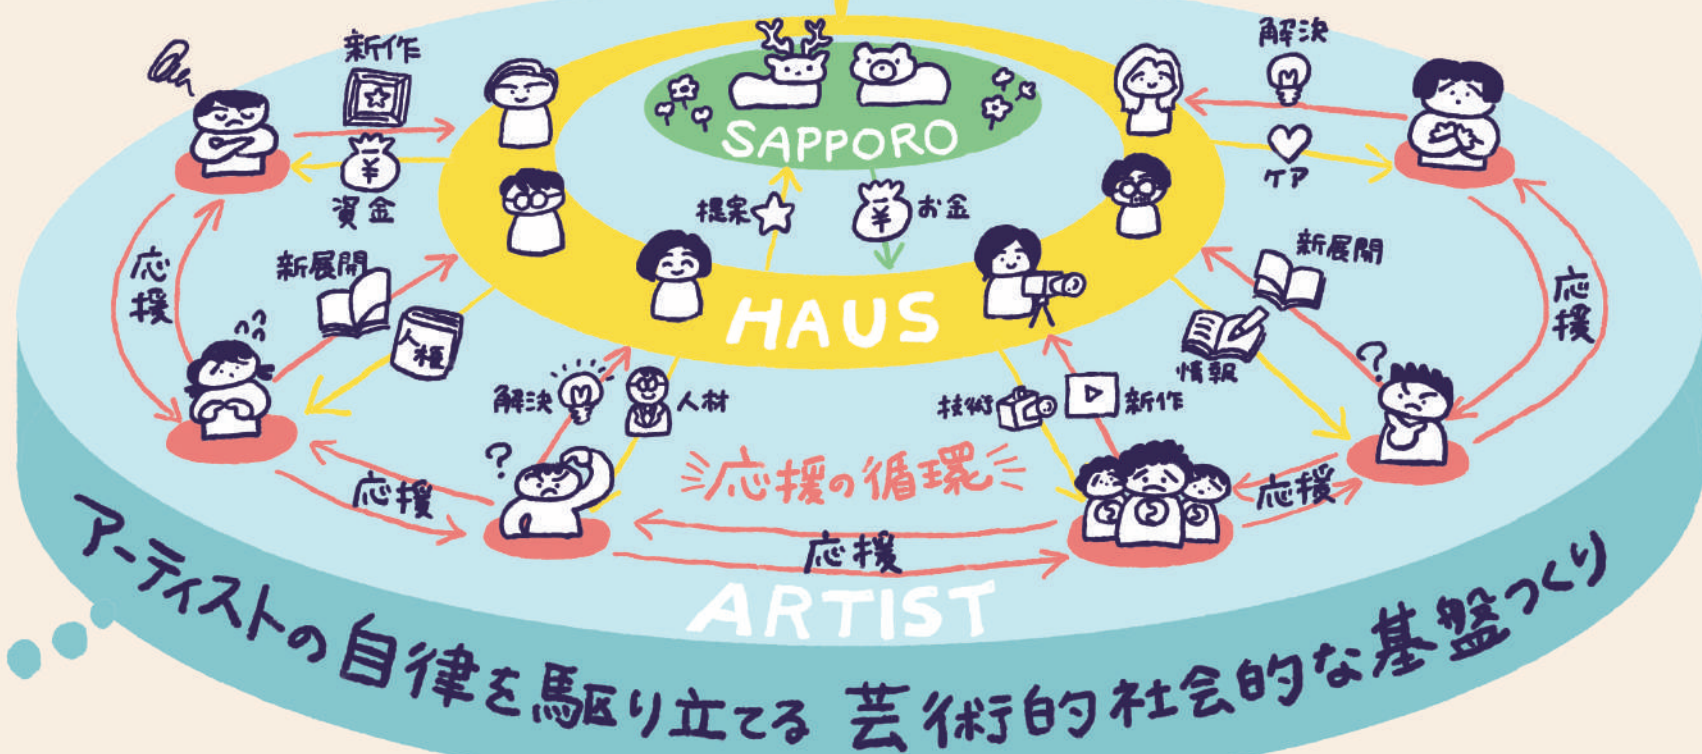 新作
資金
解決
ケア
SAPPORO
提案
¥
お金
¥
HAUS
応援
新展開
人権
解決
人材
技術
新作
新展開
情報
応援
?
?
応援
応援の循環
応援
応援
ARTIST
アーティストの自律を駆り立てる 芸術的社会的な基盤つくり